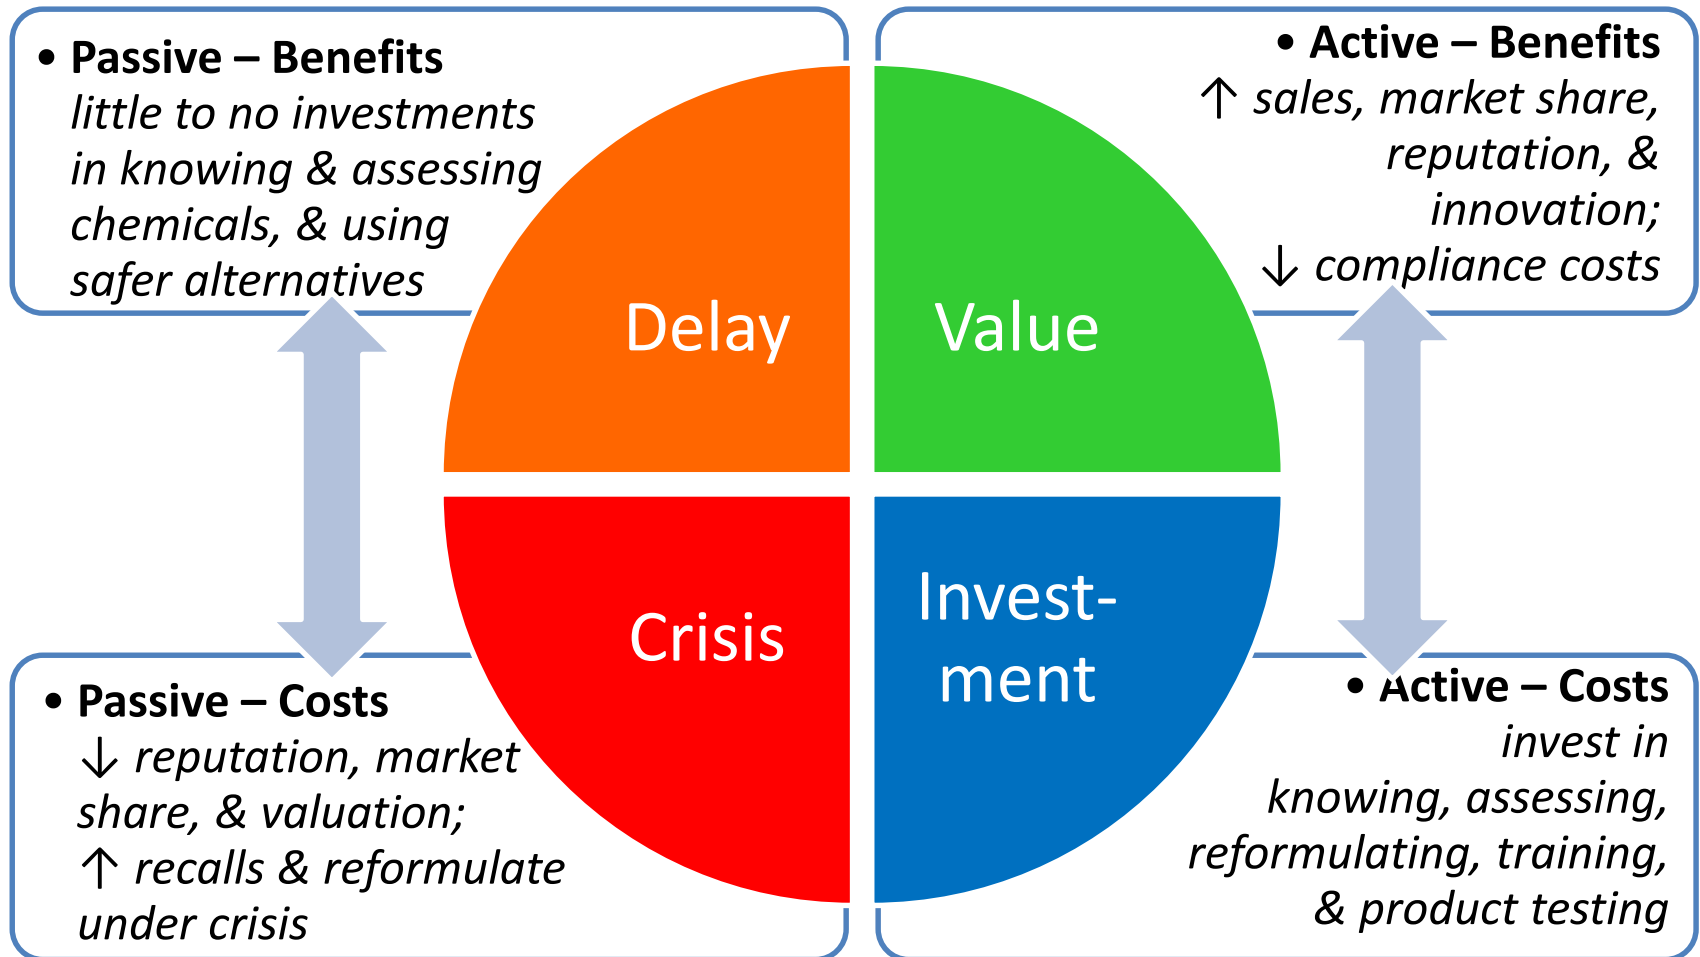 • Passive – Benefits
little to no investments
in knowing & assessing
chemicals, & using
safer alternatives
• Active – Benefits
↑ sales, market share,
reputation, &
innovation;
↓ compliance costs
Delay
Value
Crisis
Invest-
ment
• Passive – Costs
↓ reputation, market
share, & valuation;
↑ recalls & reformulate
under crisis
• Active – Costs
invest in
knowing, assessing,
reformulating, training,
& product testing